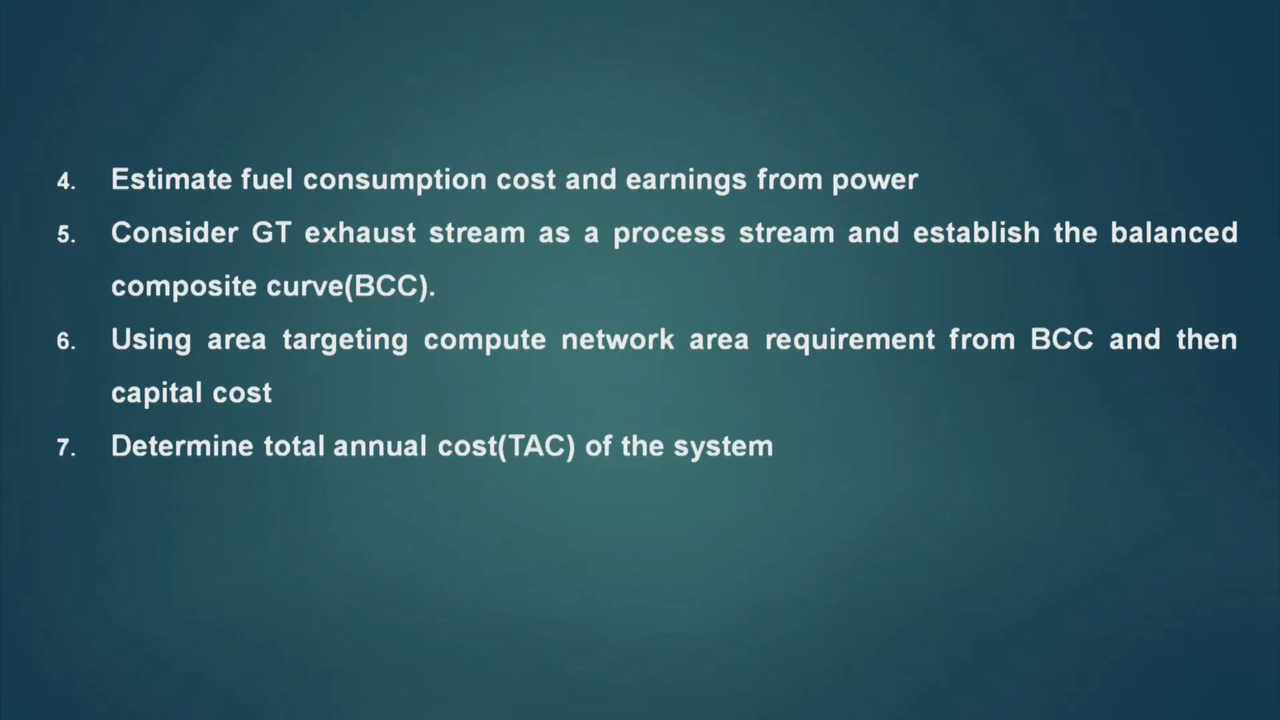 4. Estimate fuel consumption cost and earnings from power
5. Consider GT exhaust stream as a process stream and establish the balanced
composite curve(BCC).
6. Using area targeting compute network area requirement from BCC and then
capital cost
7. Determine total annual cost(TAC) of the system